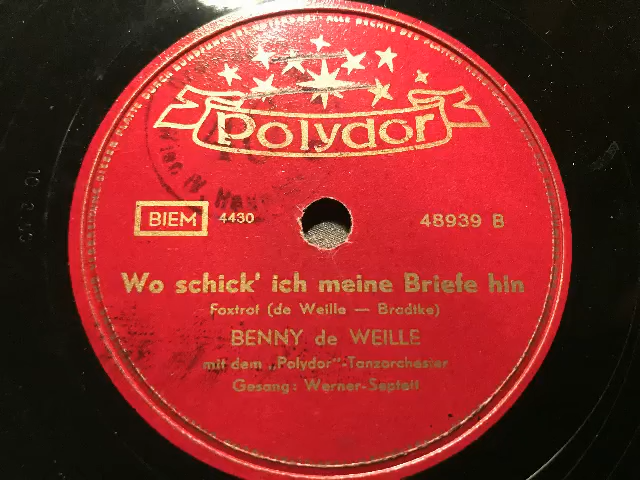 Polydor
BIEM 4430 48939 B
Wo schick' ich meine Briefe hin
Foxtrot (de Weille — Bradtke)
BENNY de WEILLE
mit dem „Polydor"-Tanzorchester
Gesang: Werner-Septett